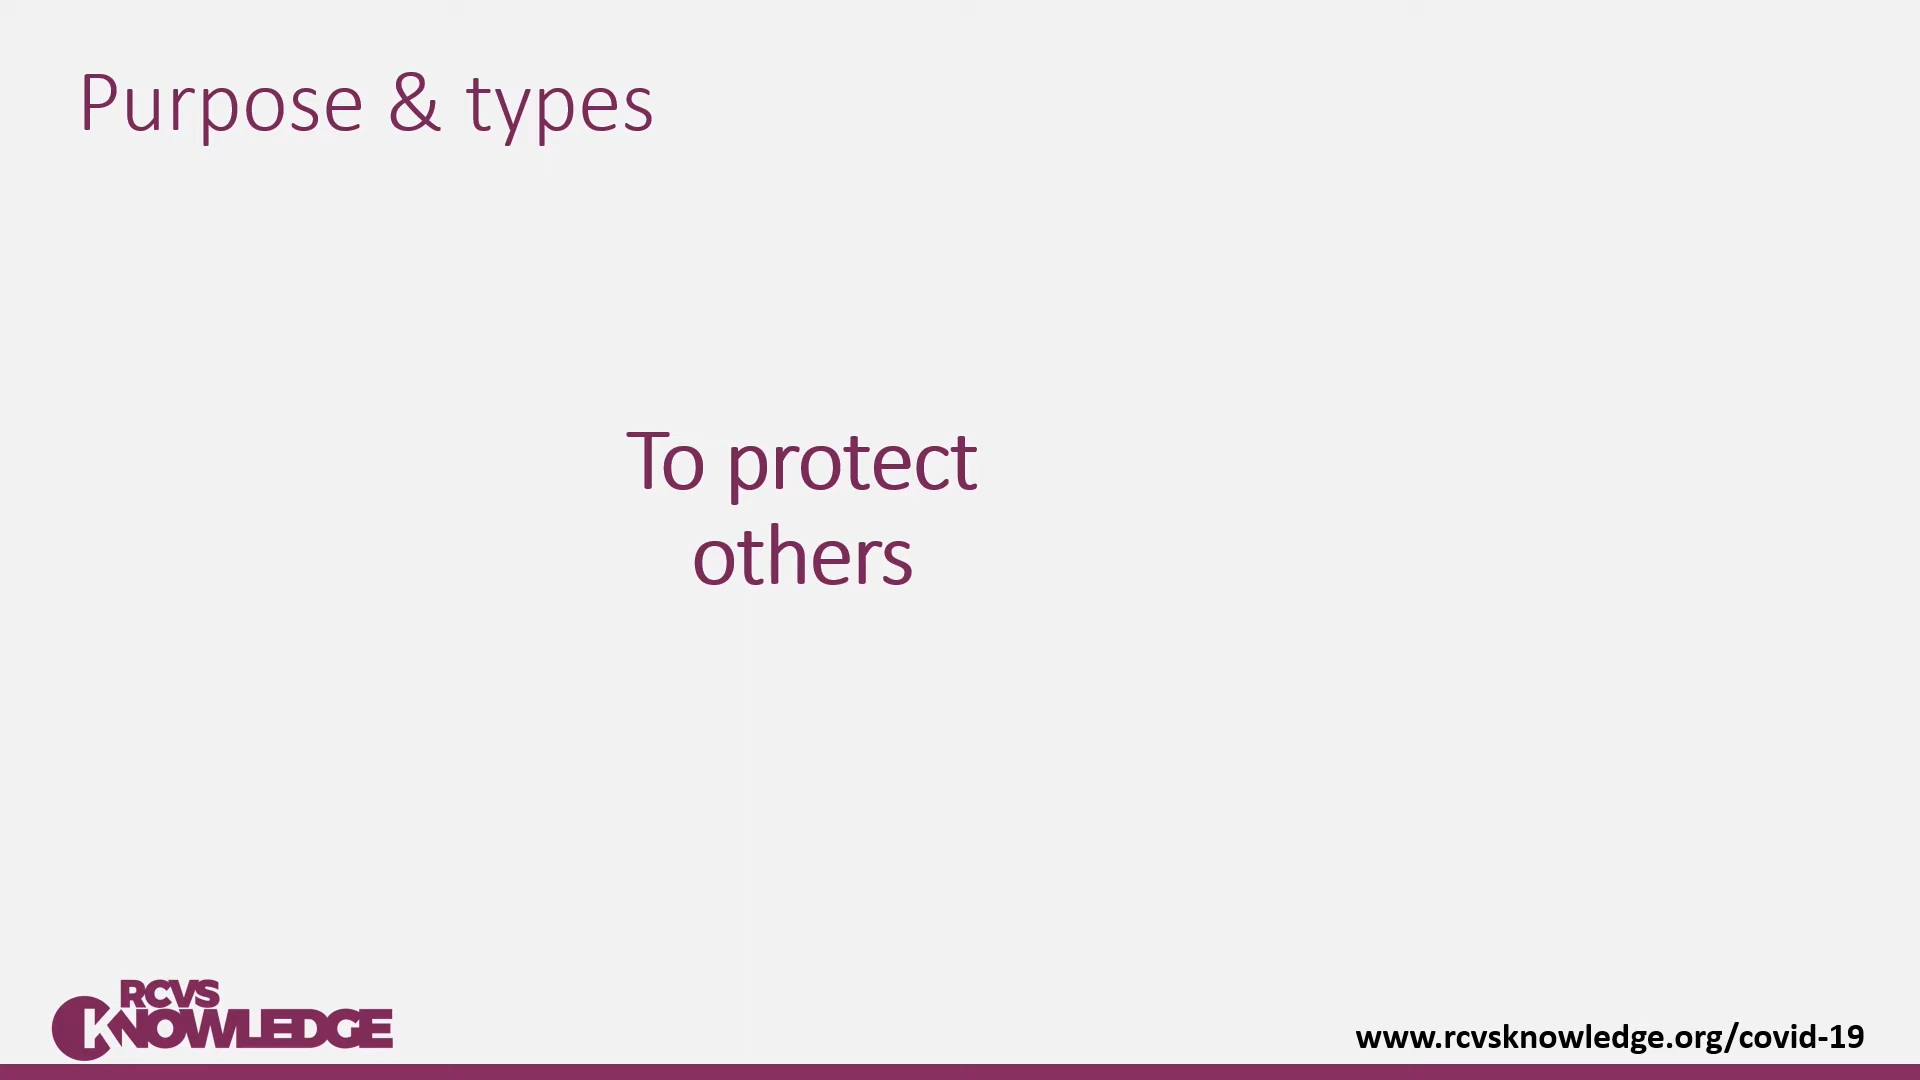 Purpose & types
To protect
others
RCVS
KNOWLEDGE
www.rcvsknowledge.org/covid-19